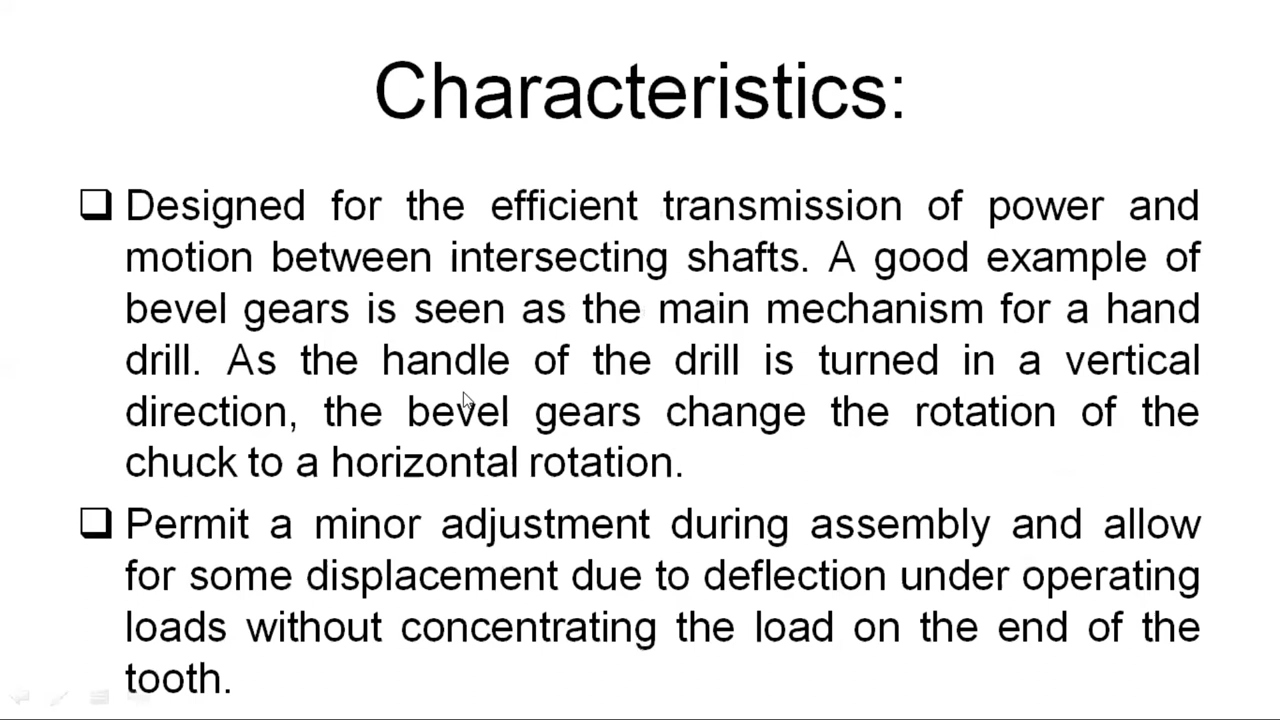 Characteristics:
❑ Designed for the efficient transmission of power and
motion between intersecting shafts. A good example of
bevel gears is seen as the main mechanism for a hand
drill. As the handle of the drill is turned in a vertical
direction, the bevel gears change the rotation of the
chuck to a horizontal rotation.
❑ Permit a minor adjustment during assembly and allow
for some displacement due to deflection under operating
loads without concentrating the load on the end of the
tooth.